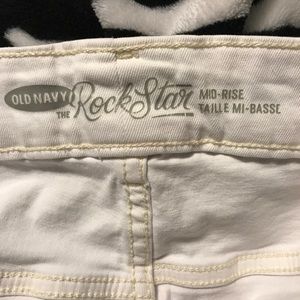 OLD NAVY
THE RockStar
MID-RISE
TAILLE MI-BASSE